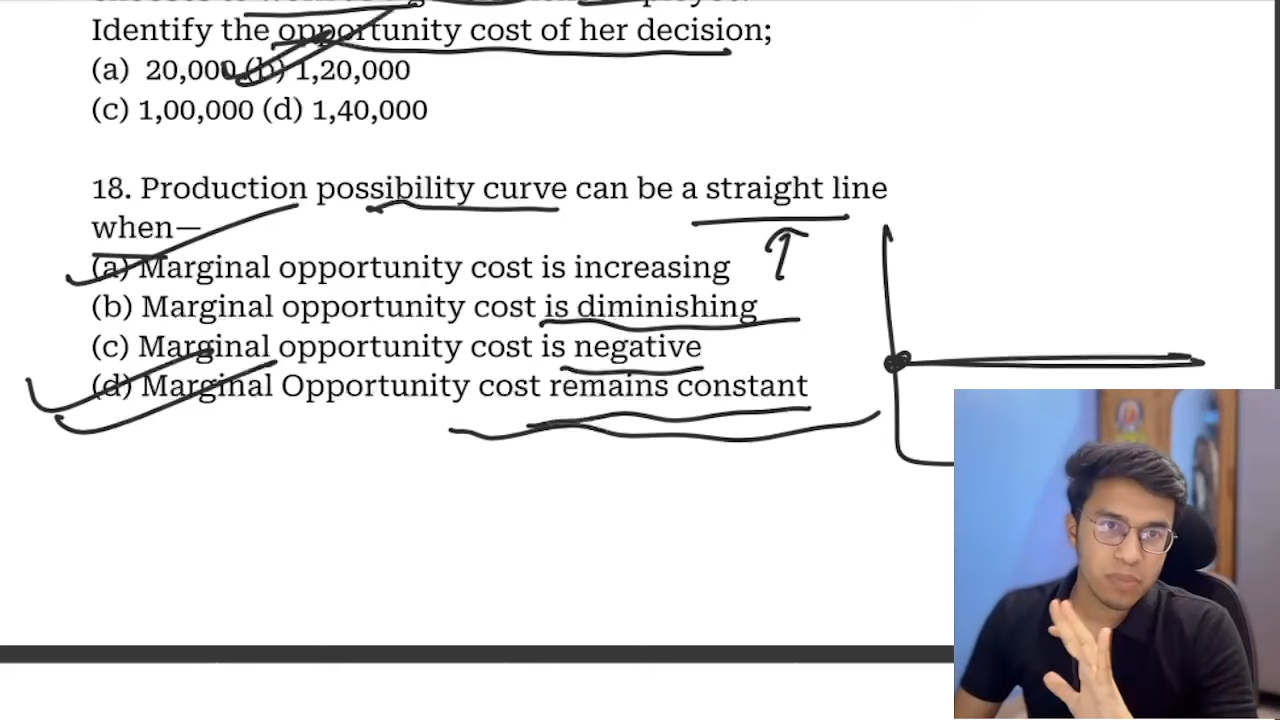 Identify the opportunity cost of her decision;
(a) 20,000 (b) 1,20,000
(c) 1,00,000 (d) 1,40,000
18. Production possibility curve can be a straight line
when—
(a) Marginal opportunity cost is increasing
(b) Marginal opportunity cost is diminishing
(c) Marginal opportunity cost is negative
(d) Marginal Opportunity cost remains constant